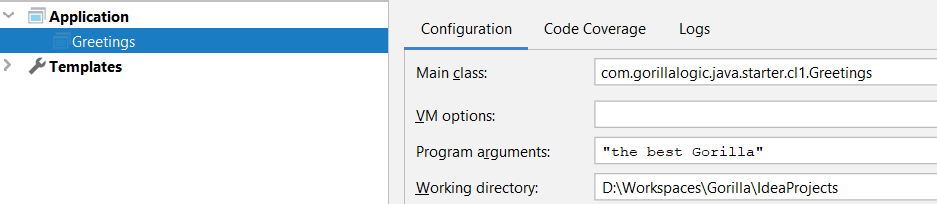 Application
Greetings
Templates
Configuration Code Coverage Logs
Main class: com.gorillalogic.java.starter.cl1.Greetings
VM options:
Program arguments: "the best Gorilla"
Working directory: D:\Workspaces\Gorilla\IdeaProjects